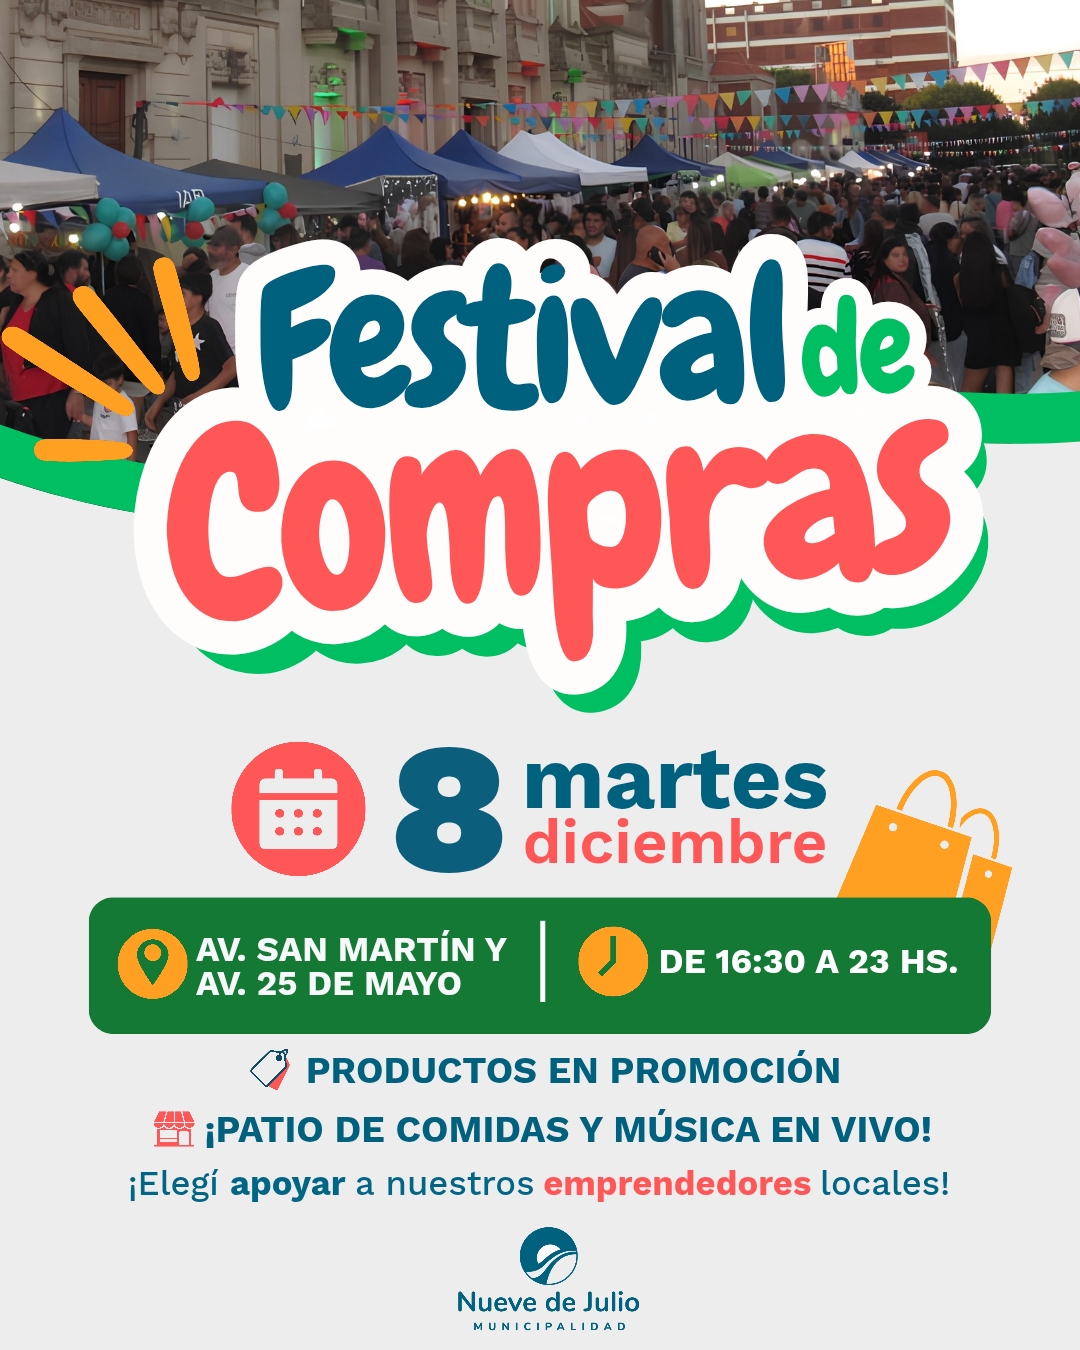 Festival de
Compras
8 martes
diciembre
AV. SAN MARTÍN Y
AV. 25 DE MAYO
DE 16:30 A 23 HS.
PRODUCTOS EN PROMOCIÓN
¡PATIO DE COMIDAS Y MÚSICA EN VIVO!
¡Elegí apoyar a nuestros emprendedores locales!
Nueve de Julio
MUNICIPALIDAD